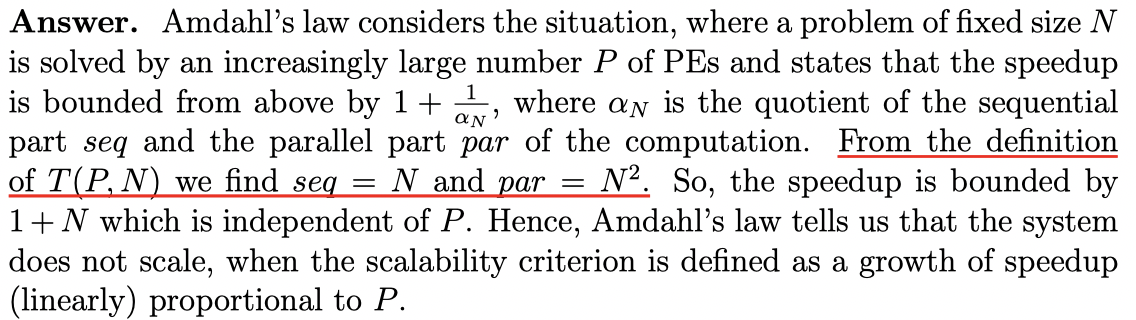 Answer. Amdahl's law considers the situation, where a problem of fixed size N
is solved by an increasingly large number P of PEs and states that the speedup
is bounded from above by 1 + 1/α_N, where α_N is the quotient of the sequential
part seq and the parallel part par of the computation. From the definition
of T(P, N) we find seq = N and par = N². So, the speedup is bounded by
1 + N which is independent of P. Hence, Amdahl's law tells us that the system
does not scale, when the scalability criterion is defined as a growth of speedup
(linearly) proportional to P.